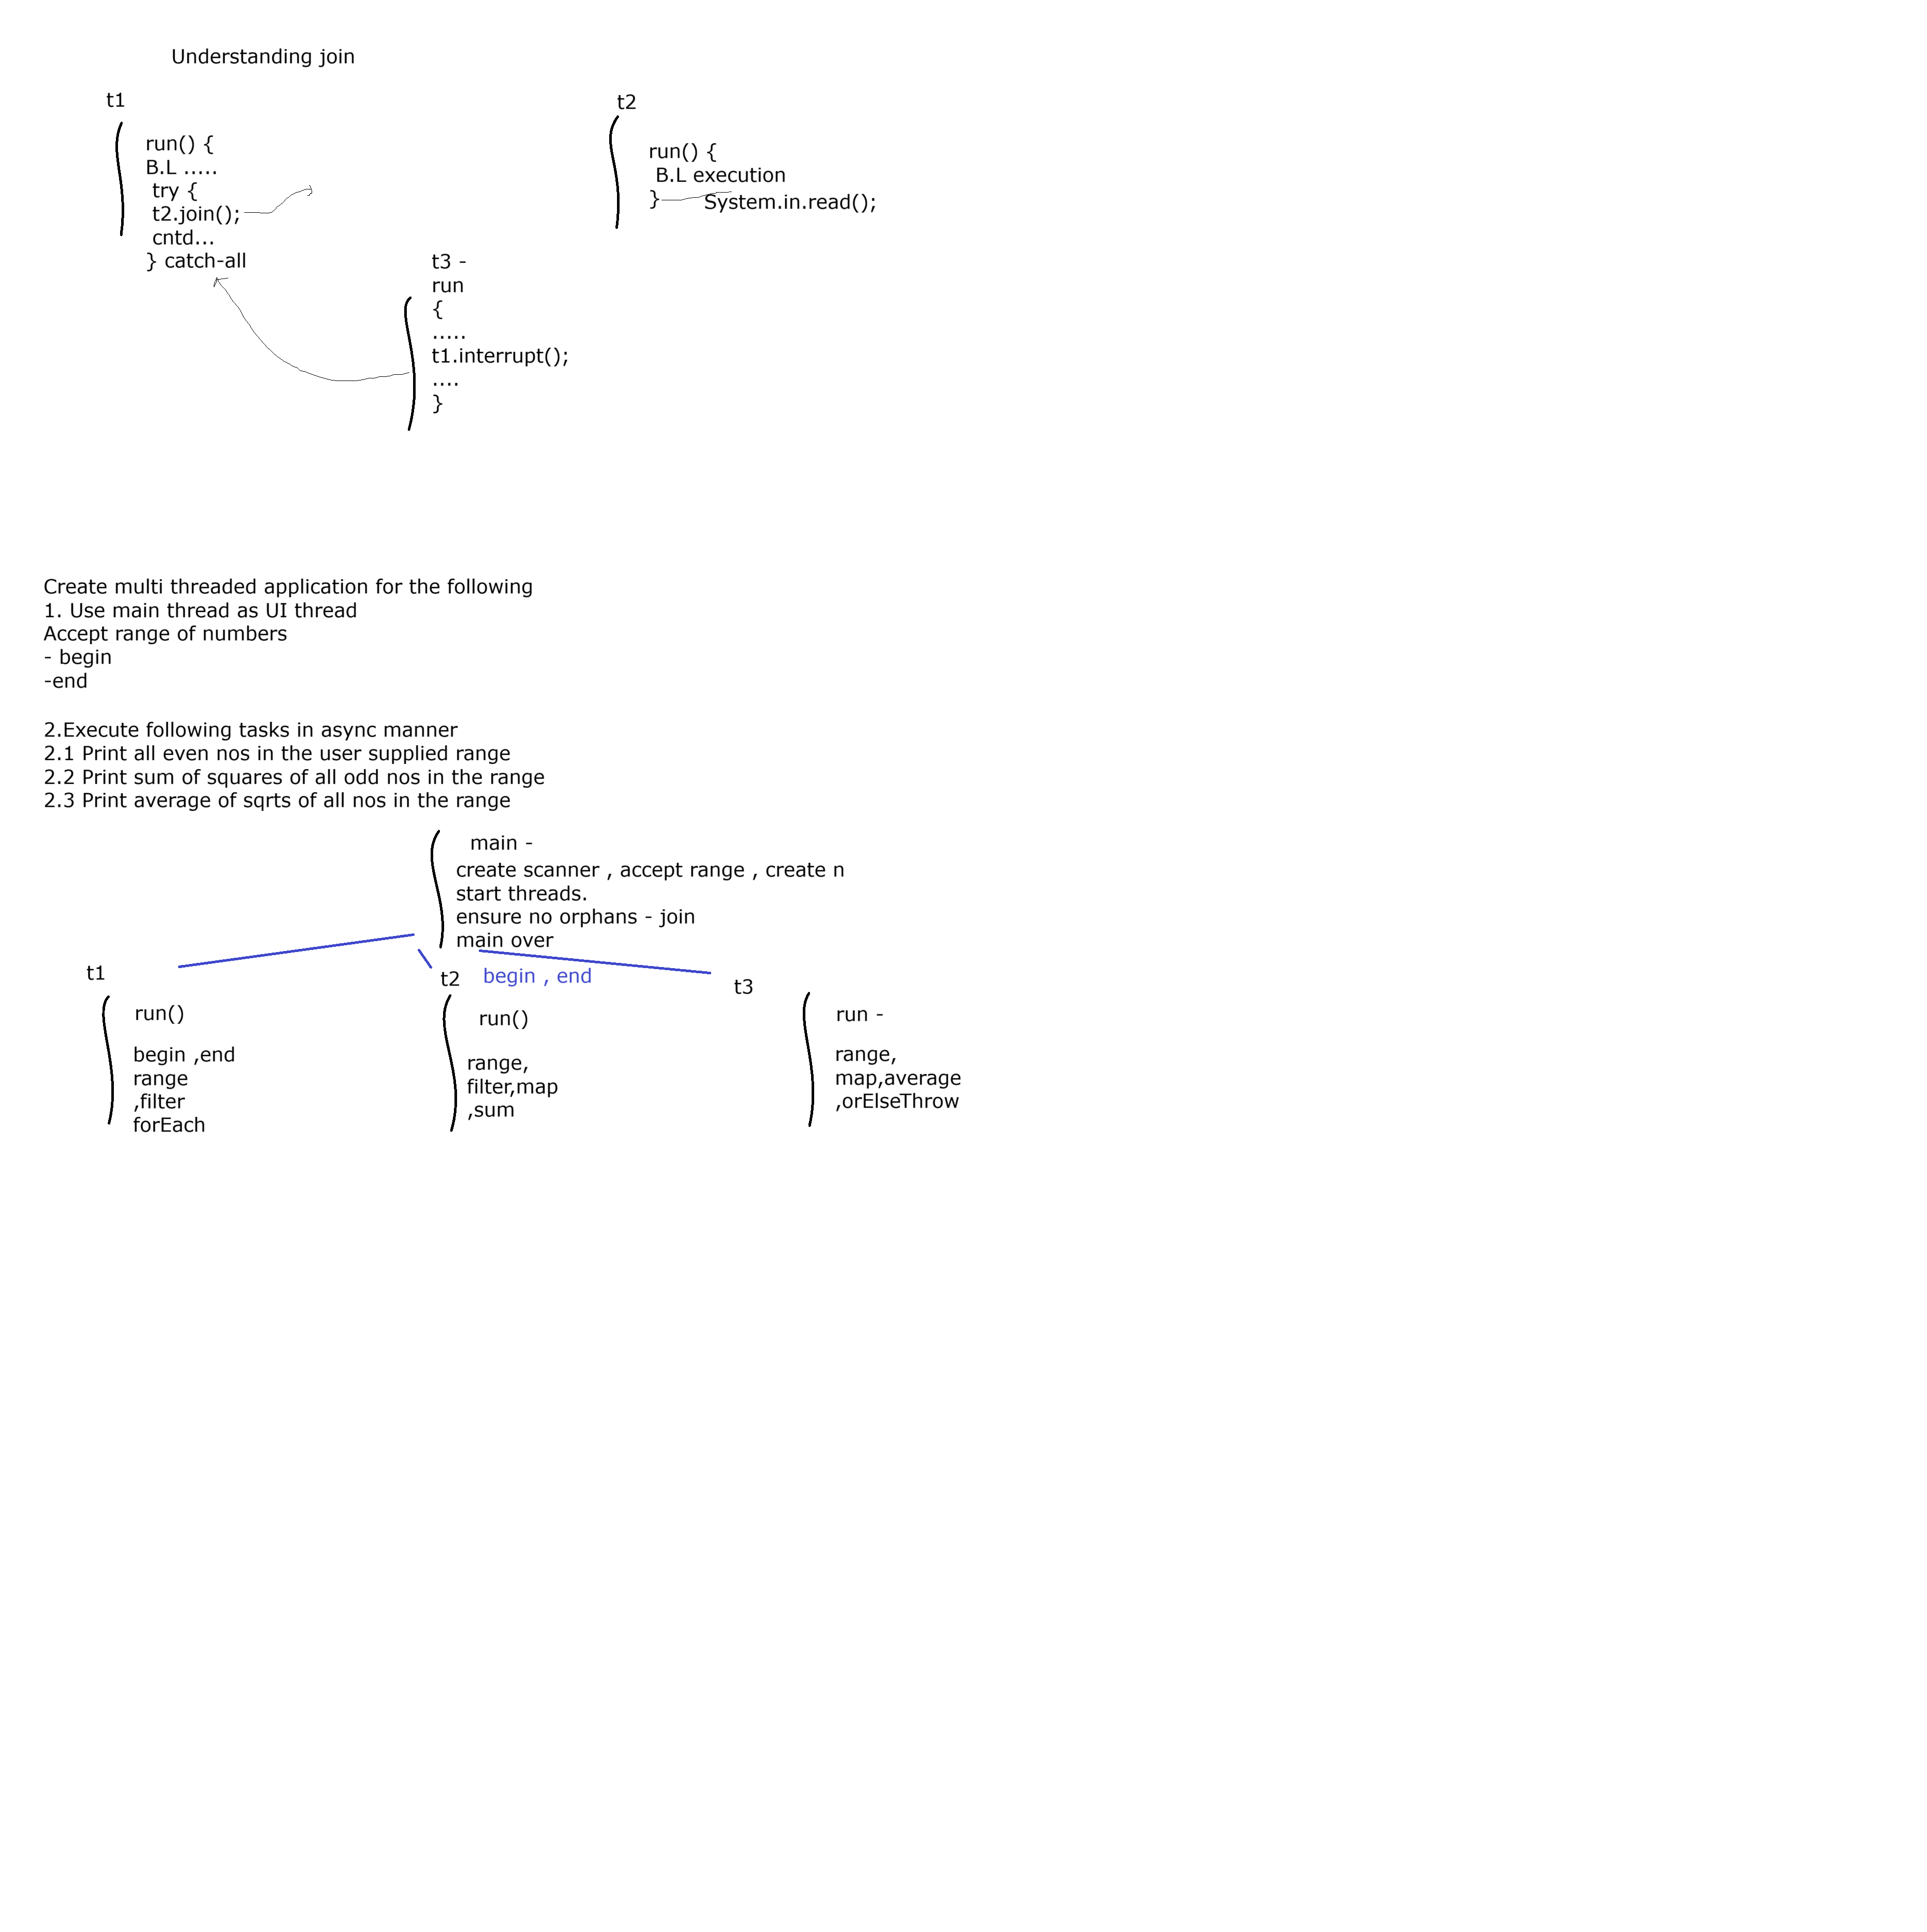 Understanding join
t1
run() {
B.L .....
try {
t2.join();
cntd...
} catch-all
t2
run() {
B.L execution
}
System.in.read();
t3 -
run
{
.....
t1.interrupt();
....
}
Create multi threaded application for the following
1. Use main thread as UI thread
Accept range of numbers
- begin
-end
2.Execute following tasks in async manner
2.1 Print all even nos in the user supplied range
2.2 Print sum of squares of all odd nos in the range
2.3 Print average of sqrts of all nos in the range
main -
create scanner , accept range , create n
start threads.
ensure no orphans - join
main over
t1
run()
begin ,end
range
,filter
forEach
t2
begin , end
run()
range,
filter,map
,sum
t3
run -
range,
map,average
,orElseThrow